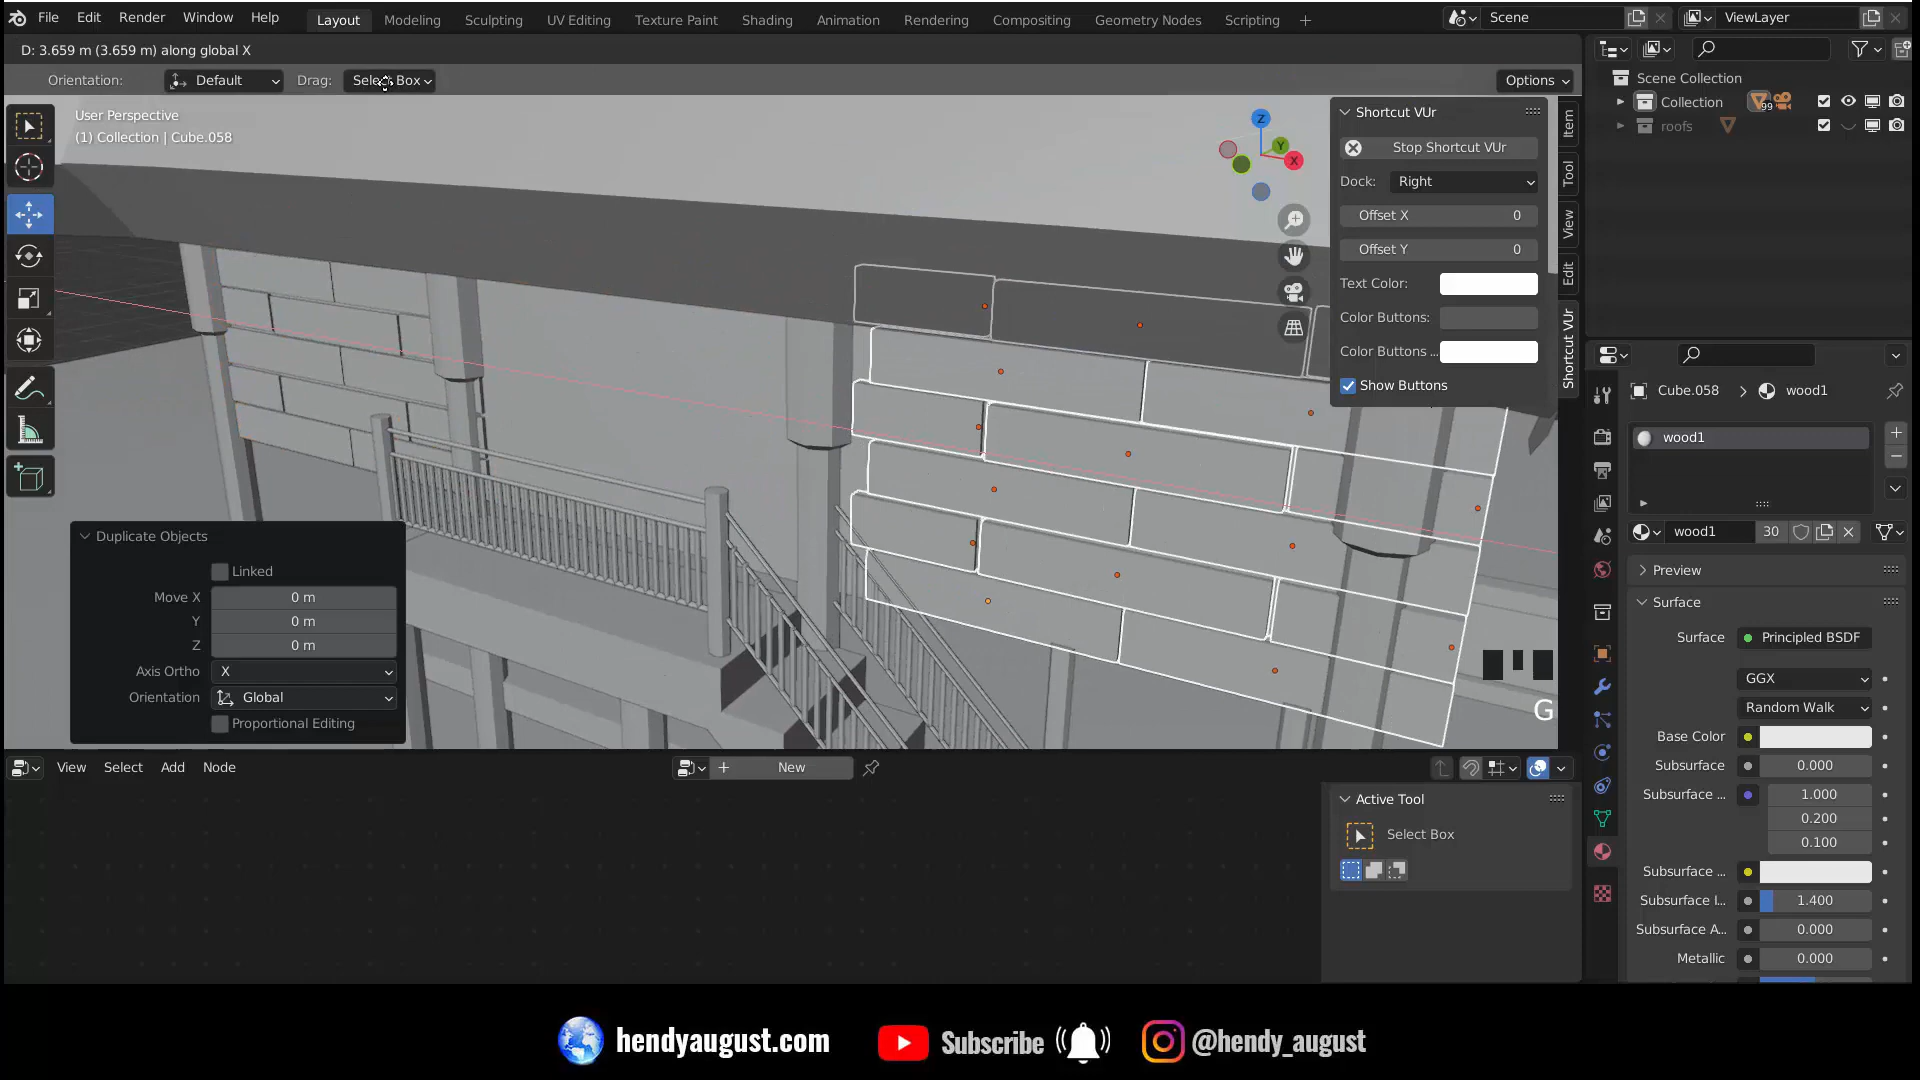 File Edit Render Window Help Layout Modeling Sculpting UV Editing Texture Paint Shading Animation Rendering Compositing Geometry Nodes Scripting + Scene ViewLayer
D: 3.659 m (3.659 m) along global X
Orientation: Default Drag: Select Box Options
User Perspective
(1) Collection | Cube.058
Z
Y
X
Shortcut VUr
Stop Shortcut VUr
Dock: Right
Offset X 0
Offset Y 0
Text Color:
Color Buttons:
Color Buttons ...
Show Buttons
Item
Tool
View
Edit
Shortcut VUr
Scene Collection
Collection 99
roofs
Cube.058 > wood1
wood1
wood1 30
Preview
Surface
Surface Principled BSDF
GGX
Random Walk
Base Color
Subsurface 0.000
Subsurface ... 1.000
0.200
0.100
Subsurface ...
Subsurface I... 1.400
Subsurface A... 0.000
Metallic 0.000
Duplicate Objects
Linked
Move X 0 m
Y 0 m
Z 0 m
Axis Ortho X
Orientation Global
Proportional Editing
G
View Select Add Node + New
Active Tool
Select Box
hendyaugust.com Subscribe @hendy_august